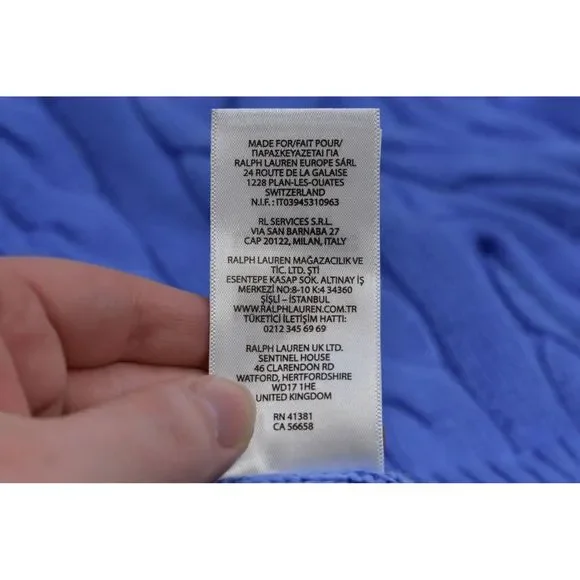 MADE FOR/FAIT POUR/
ΠΑΡΑΣΚΕΥΑΖΕΤΑΙ ΓΙΑ
RALPH LAUREN EUROPE SÁRL
24 ROUTE DE LA GALAISE
1228 PLAN-LES-OUATES
SWITZERLAND
N.I.F.: IT03945310963
RL SERVICES S.R.L.
VIA SAN BARNABA 27
CAP 20122, MILAN, ITALY
RALPH LAUREN MAĞAZACILIK VE
TİC. LTD. ŞTİ
ESENTEPE KASAP SOK. ALTINAY İŞ
MERKEZİ NO:8-10 K:4 34360
ŞİŞLİ – İSTANBUL
WWW.RALPHLAUREN.COM.TR
TÜKETİCİ İLETİŞİM HATTI:
0212 345 69 69
RALPH LAUREN UK LTD.
SENTINEL HOUSE
46 CLARENDON RD
WATFORD, HERTFORDSHIRE
WD17 1HE
UNITED KINGDOM
RN 41381
CA 56658